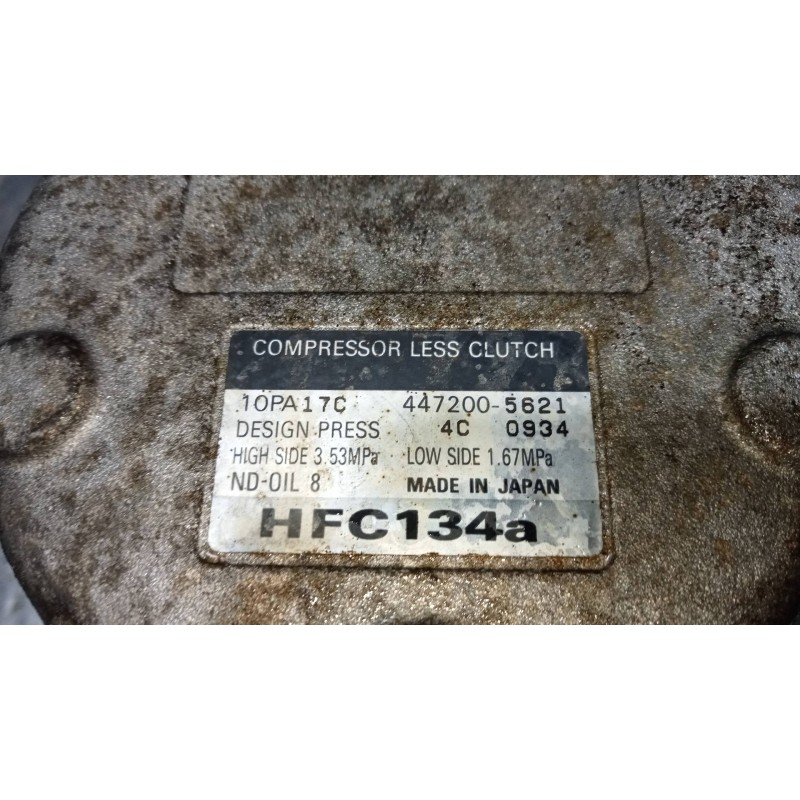 COMPRESSOR LESS CLUTCH
10PA17C 447200-5621
DESIGN PRESS 4C 0934
HIGH SIDE 3.53MPa LOW SIDE 1.67MPa
ND-OIL 8 MADE IN JAPAN
HFC134a